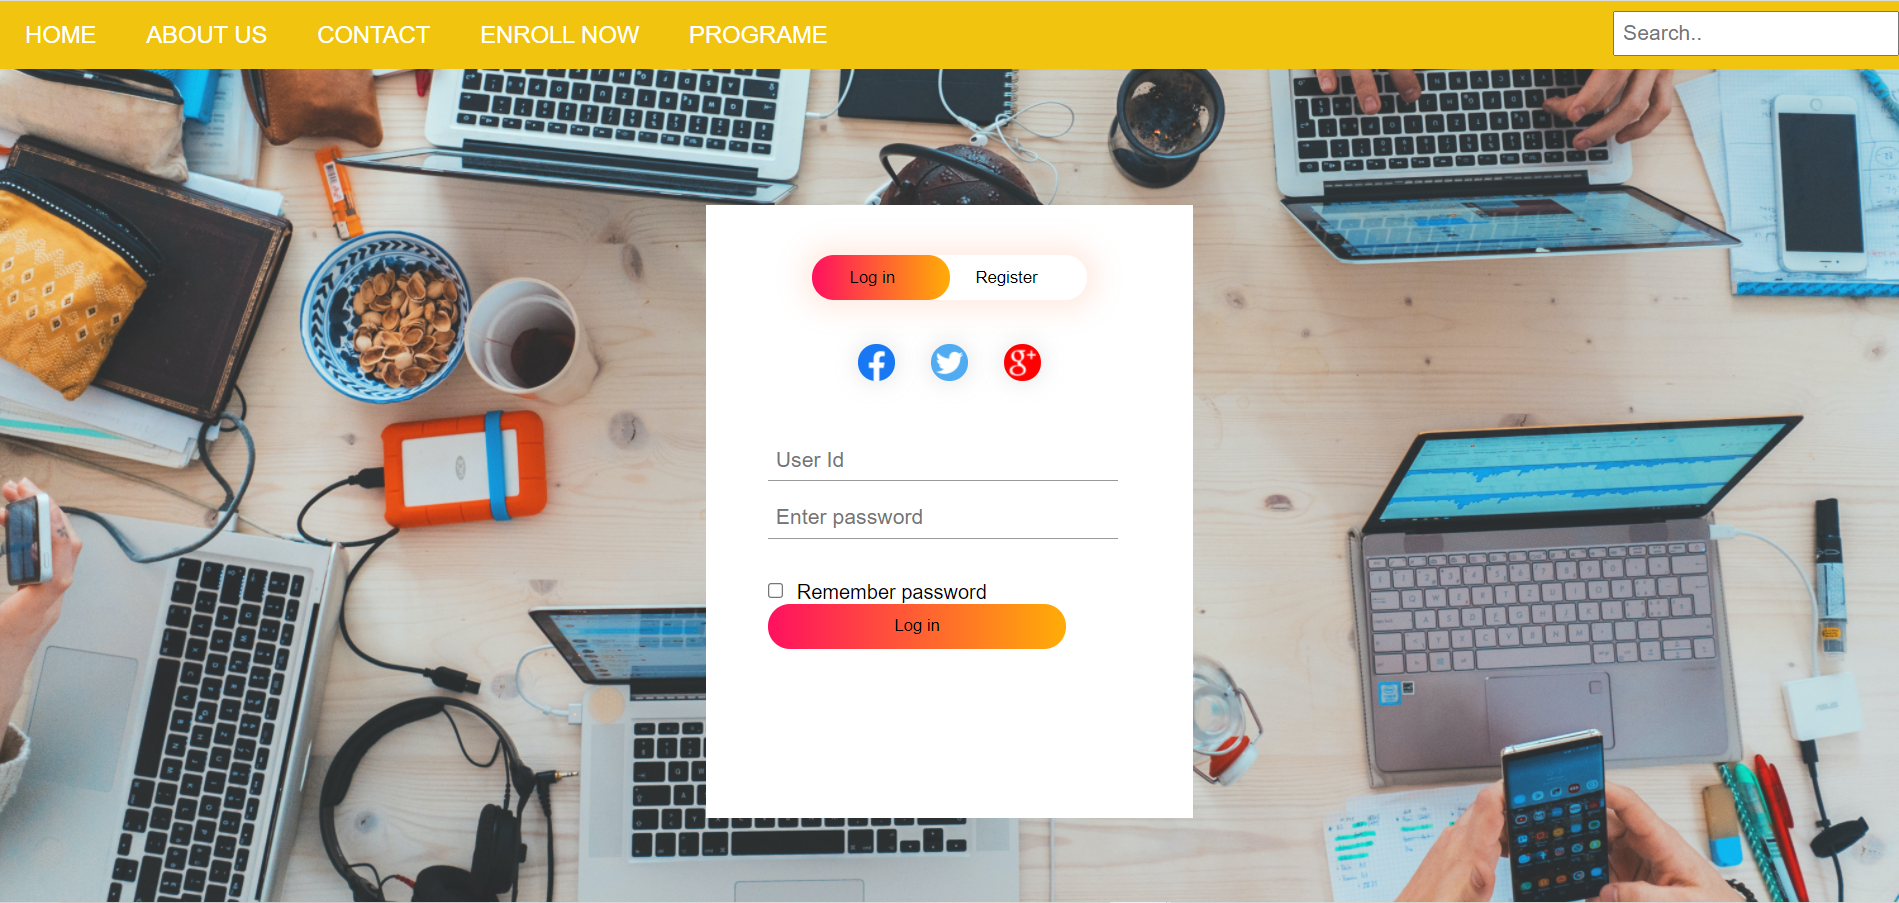 HOME ABOUT US CONTACT ENROLL NOW PROGRAME Search..
Log in Register
User Id
Enter password
Remember password
Log in